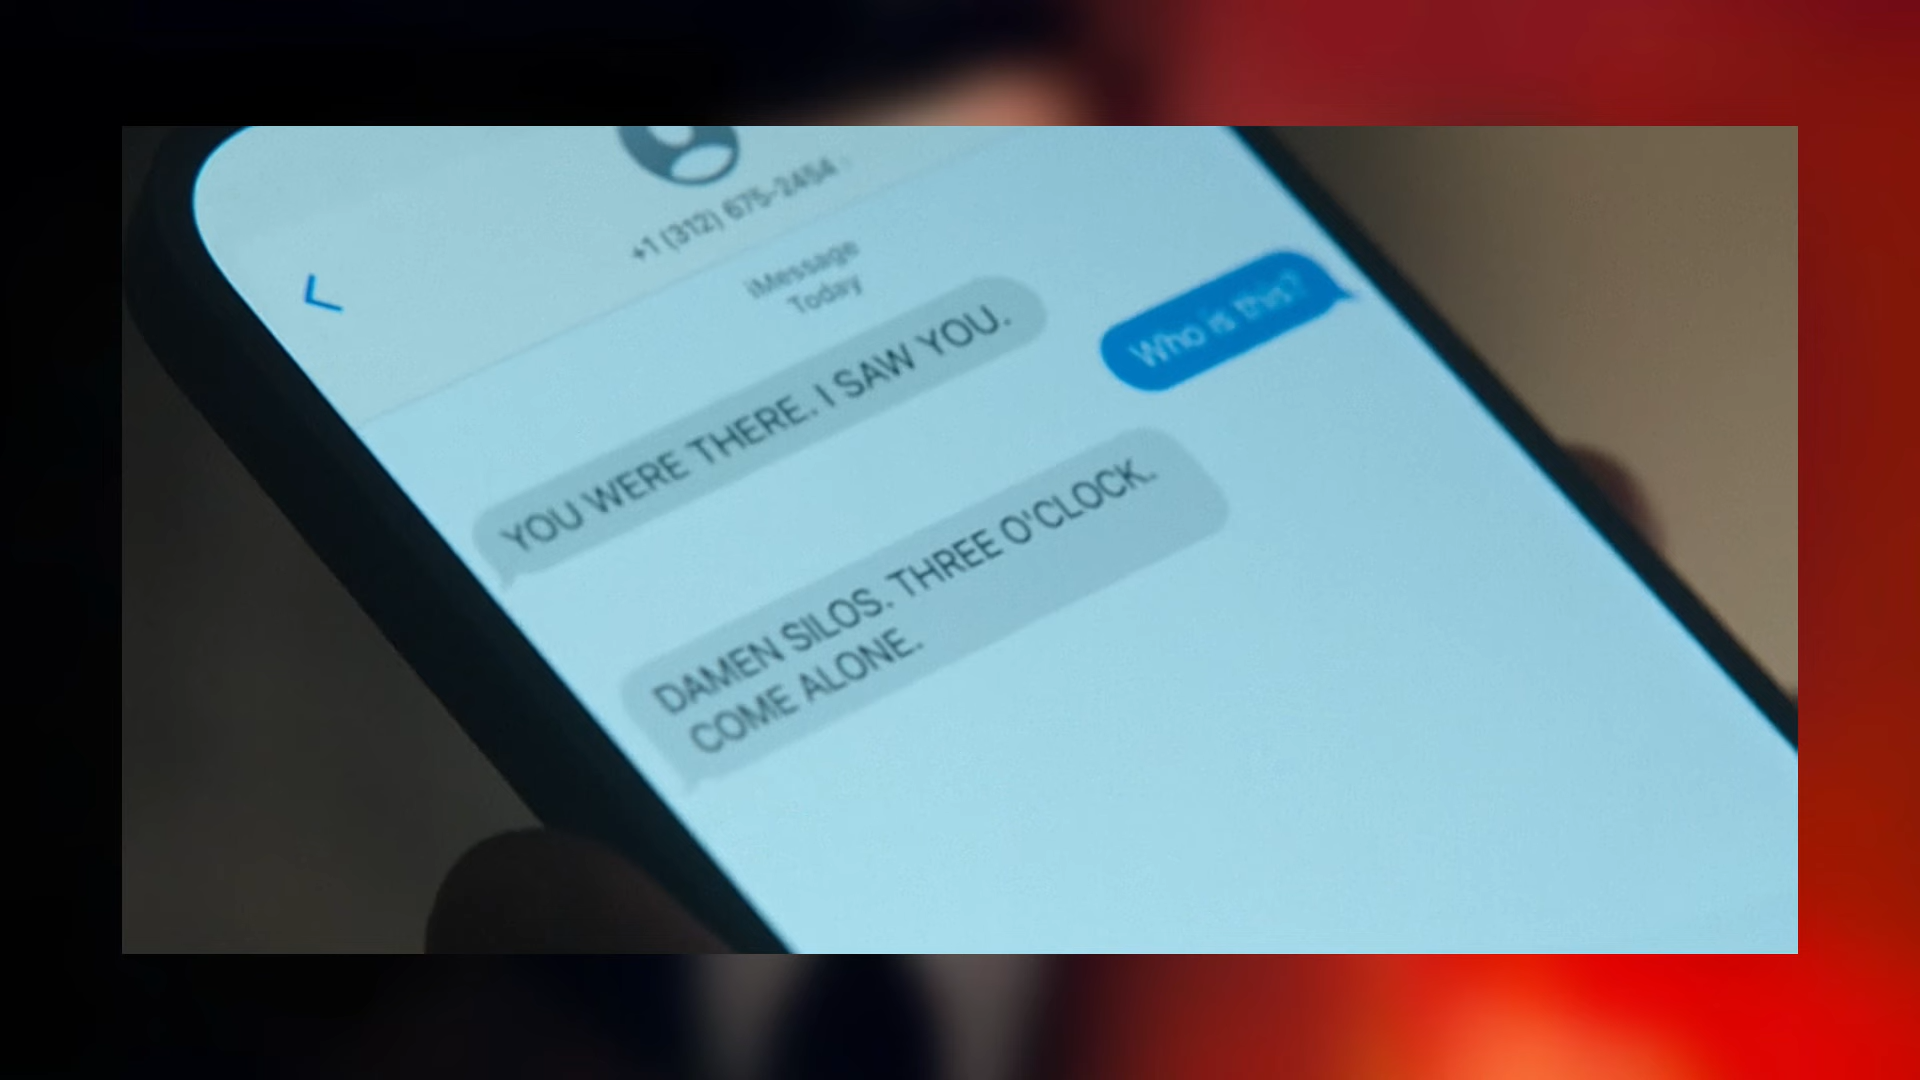 +1 (312) 675-2454
iMessage
Today
YOU WERE THERE. I SAW YOU.
Who is this?
DAMEN SILOS. THREE O'CLOCK.
COME ALONE.